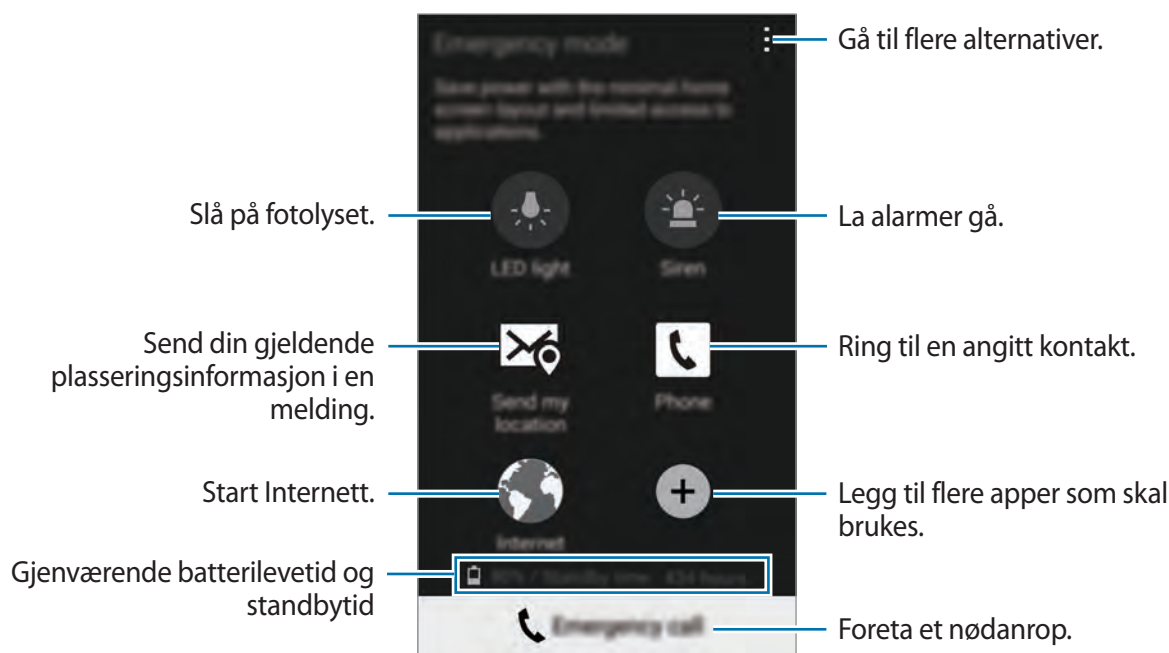 Emergency mode
Gå til flere alternativer.
Save power with the minimal home
screen layout and limited access to
applications.
Slå på fotolyset.
La alarmer gå.
LED light
Siren
Send din gjeldende
plasseringsinformasjon i en
melding.
Ring til en angitt kontakt.
Send my
location
Phone
Start Internett.
Legg til flere apper som skal
brukes.
Internet
Gjenværende batterilevetid og
standbytid
Emergency call
Foreta et nødanrop.